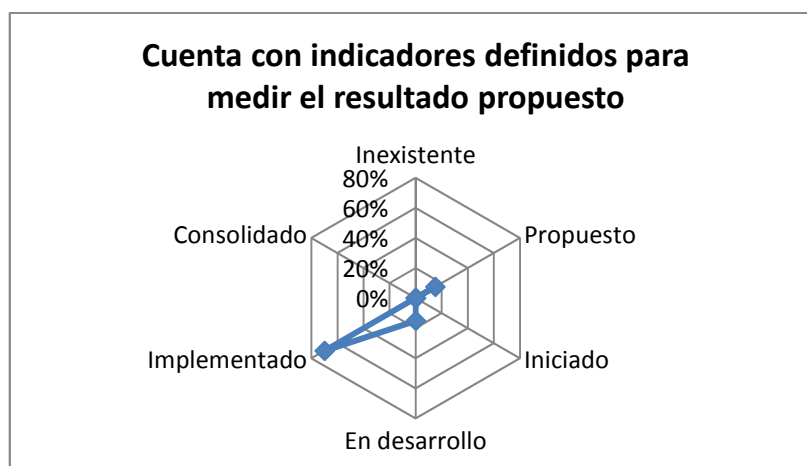 Cuenta con indicadores definidos para
medir el resultado propuesto
Inexistente
80%
60%
40%
20%
0%
Consolidado
Propuesto
Implementado
Iniciado
En desarrollo